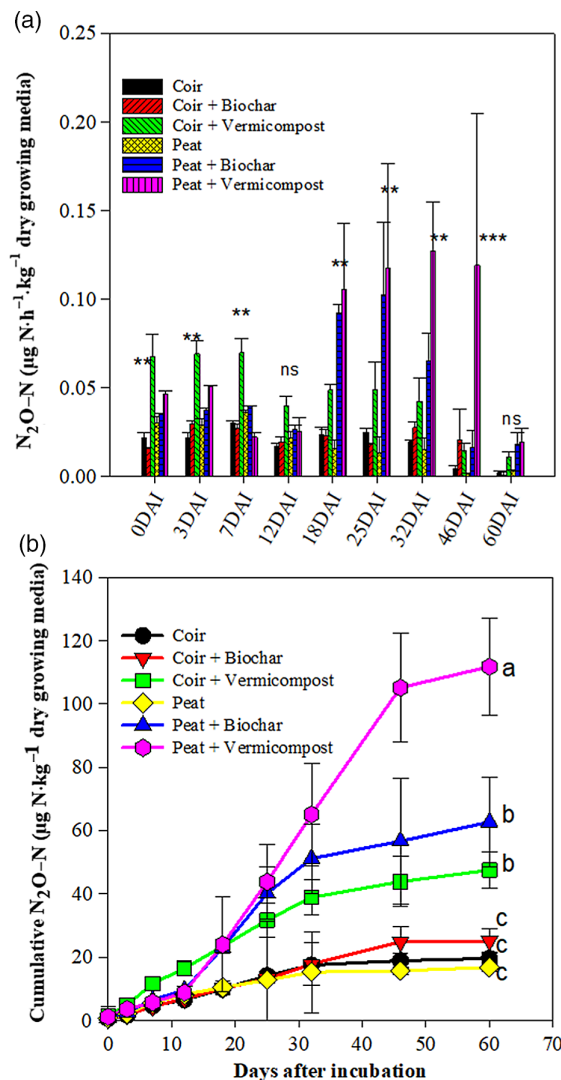 (a)
0.25
0.20
0.15
0.10
0.05
0.00
N₂O−N (µg N·h⁻¹·kg⁻¹ dry growing media)
Coir
Coir + Biochar
Coir + Vermicompost
Peat
Peat + Biochar
Peat + Vermicompost
** ** ** ns ** ** ** *** ns
0DAI 3DAI 7DAI 12DAI 18DAI 25DAI 32DAI 46DAI 60DAI
(b)
140
120
100
80
60
40
20
0
Cumulative N₂O−N (µg N·kg⁻¹ dry growing media)
Coir
Coir + Biochar
Coir + Vermicompost
Peat
Peat + Biochar
Peat + Vermicompost
a
b
b
c
c
c
0 10 20 30 40 50 60 70
Days after incubation